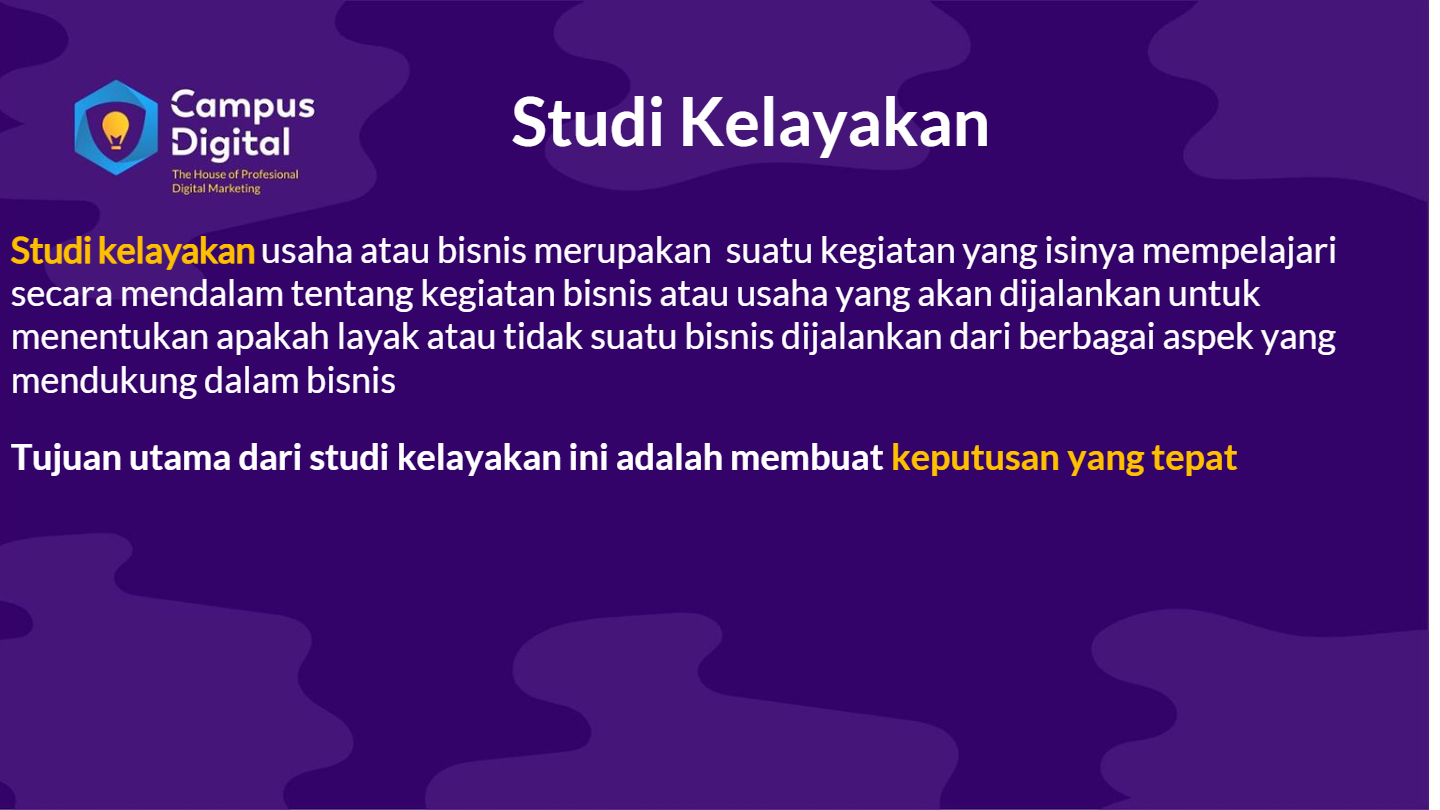 Campus
Digital
The House of Profesional
Digital Marketing
Studi Kelayakan
Studi kelayakan usaha atau bisnis merupakan  suatu kegiatan yang isinya mempelajari
secara mendalam tentang kegiatan bisnis atau usaha yang akan dijalankan untuk
menentukan apakah layak atau tidak suatu bisnis dijalankan dari berbagai aspek yang
mendukung dalam bisnis
Tujuan utama dari studi kelayakan ini adalah membuat keputusan yang tepat